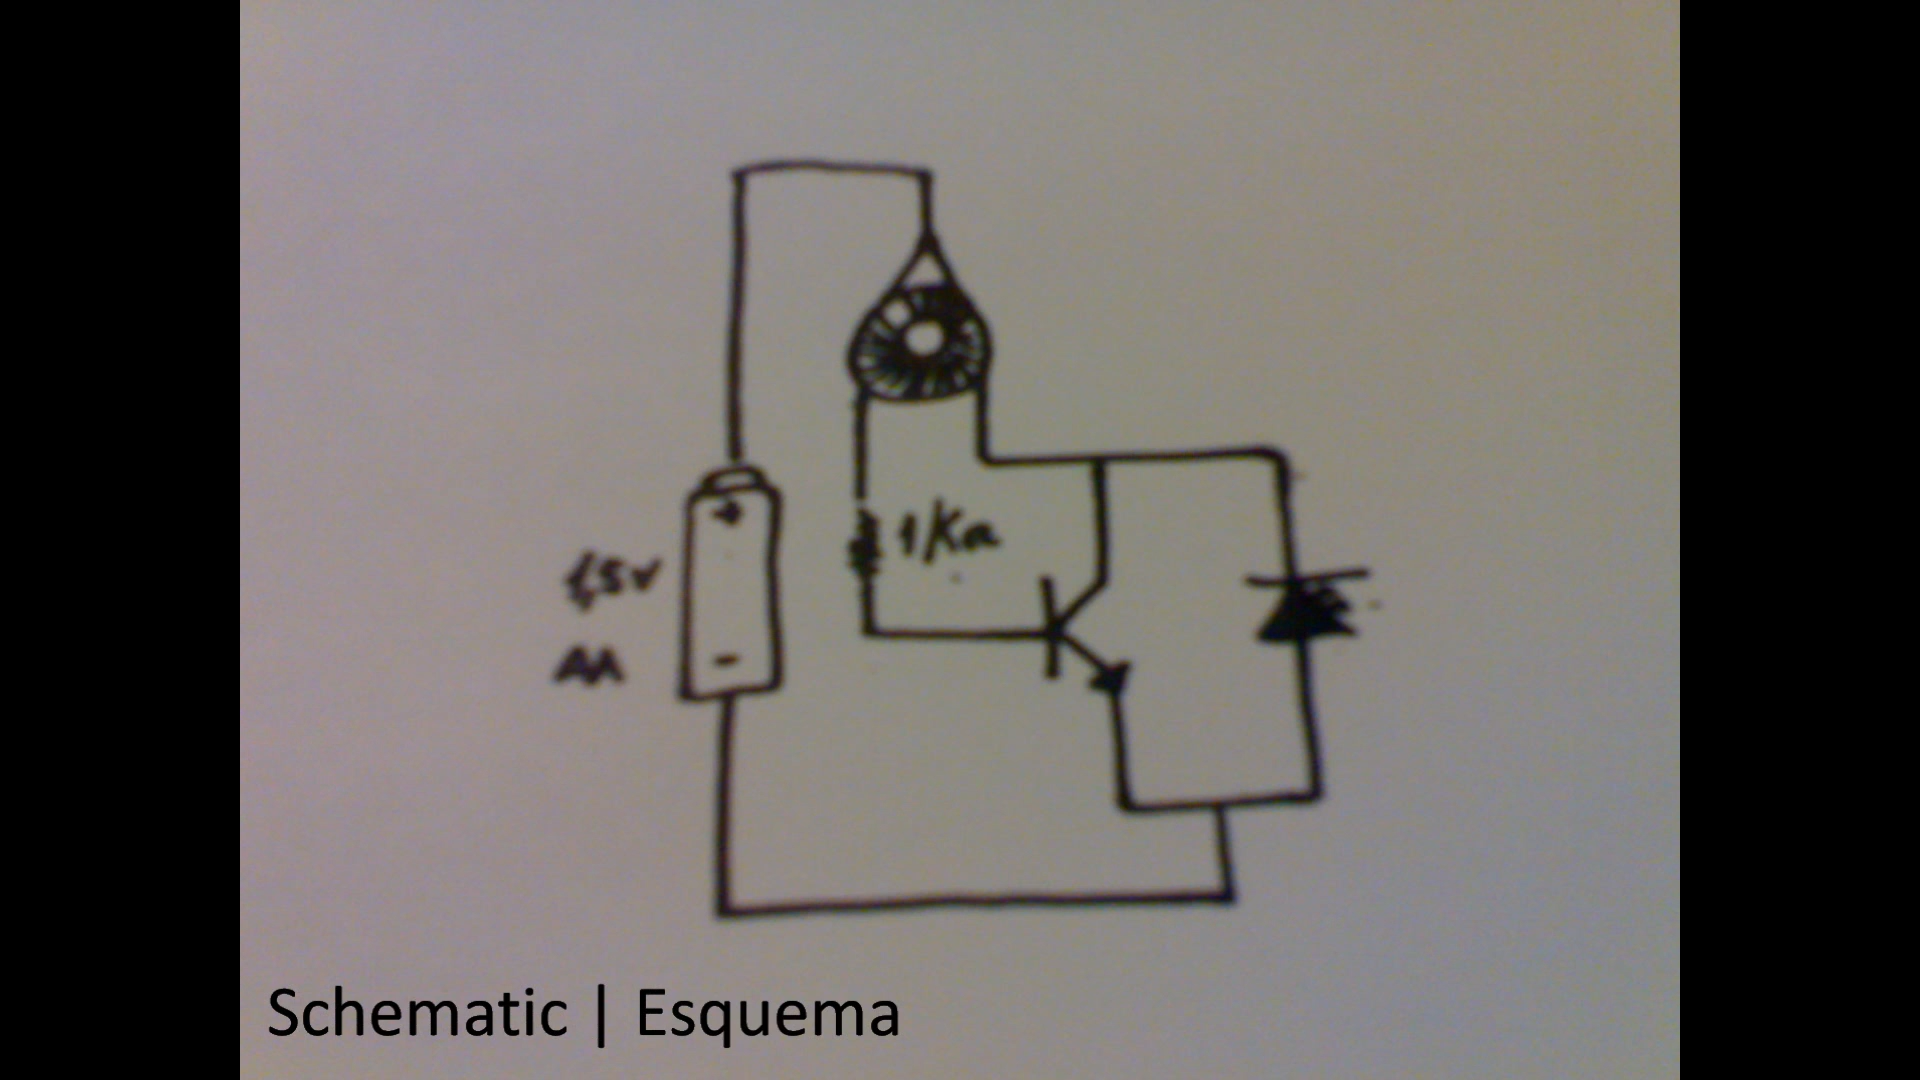 +
1,5v
1KΩ
-
AA
Schematic | Esquema